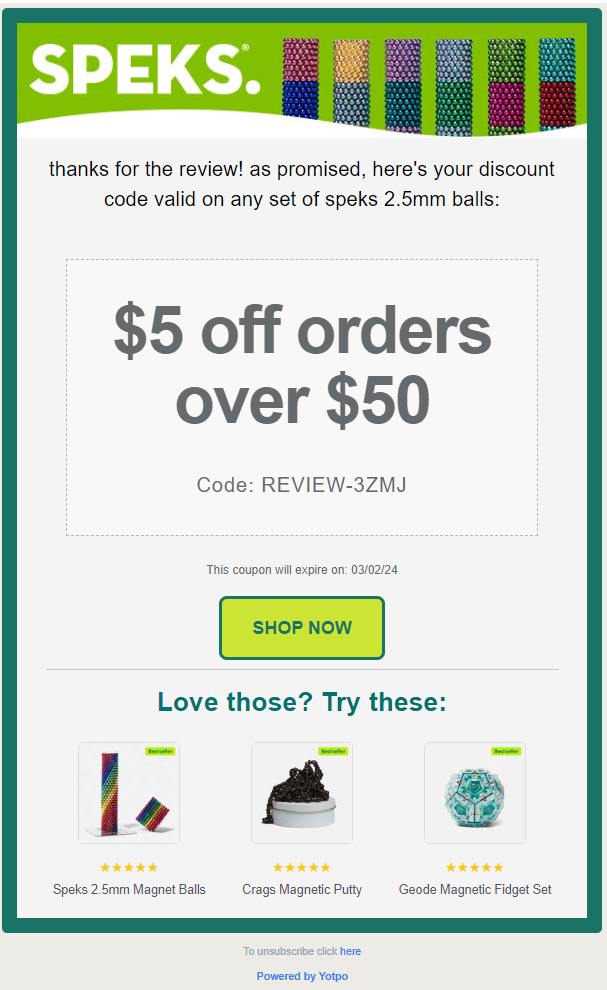 SPEKS®.
thanks for the review! as promised, here's your discount
code valid on any set of speks 2.5mm balls:
$5 off orders
over $50
Code: REVIEW-3ZMJ
This coupon will expire on: 03/02/24
SHOP NOW
Love those? Try these:
Bestseller Bestseller Bestseller
Speks 2.5mm Magnet Balls Crags Magnetic Putty Geode Magnetic Fidget Set
To unsubscribe click here
Powered by Yotpo